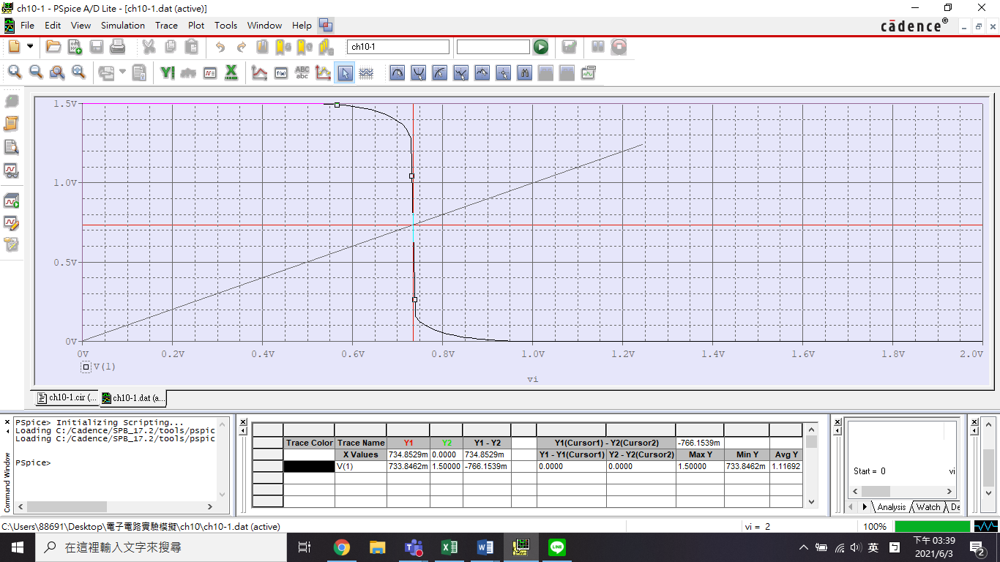 ch10-1 - PSpice A/D Lite - [ch10-1.dat (active)]
File Edit View Simulation Trace Plot Tools Window Help
cādence®
ch10-1
ABC
abc
1.5V
1.0V
0.5V
0V
0V 0.2V 0.4V 0.6V 0.8V 1.0V 1.2V 1.4V 1.6V 1.8V 2.0V
V(1)
vi
ch10-1.cir (... ch10-1.dat (a...
Command Window
PSpice> Initializing Scripting...
Loading C:/Cadence/SPB_17.2/tools/pspic
Loading C:/Cadence/SPB_17.2/tools/pspic
PSpice>
Trace Color Trace Name Y1 Y2 Y1 - Y2 Y1(Cursor1) - Y2(Cursor2) -766.1539m
X Values 734.8529m 0.0000 734.8529m Y1 - Y1(Cursor1) Y2 - Y2(Cursor2) Max Y Min Y Avg Y
V(1) 733.8462m 1.50000 -766.1539m 0.0000 0.0000 1.50000 733.8462m 1.11692
Start = 0 vi
Analysis Watch De
C:\Users\88691\Desktop\電子電路實驗模擬\ch10\ch10-1.dat (active) vi = 2 100%
在這裡輸入文字來搜尋
英
下午 03:39
2021/6/3
2